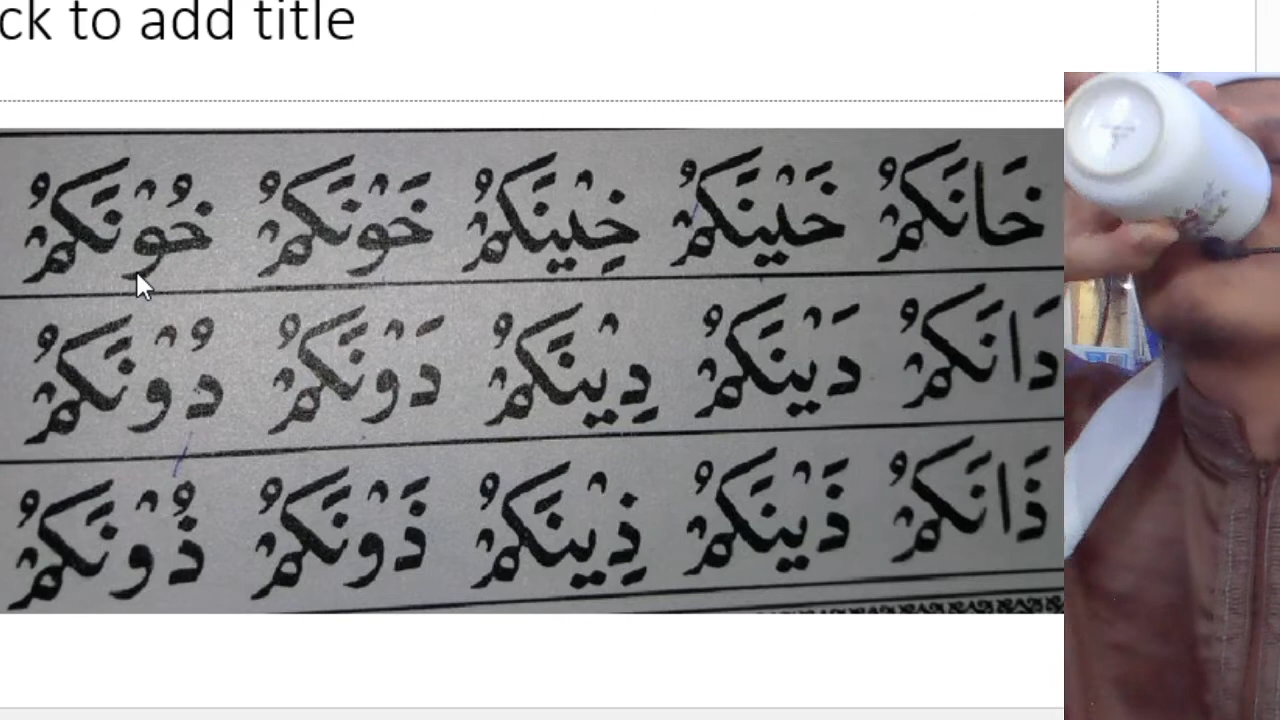 ck to add title
خَانَكُمْ خَيْنَكُمْ خِيْنَكُمْ خَوْنَكُمْ خُوْنَكُمْ
دَانَكُمْ دَيْنَكُمْ دِيْنَكُمْ دَوْنَكُمْ دُوْنَكُمْ
ذَانَكُمْ ذَيْنَكُمْ ذِيْنَكُمْ ذَوْنَكُمْ ذُوْنَكُمْ